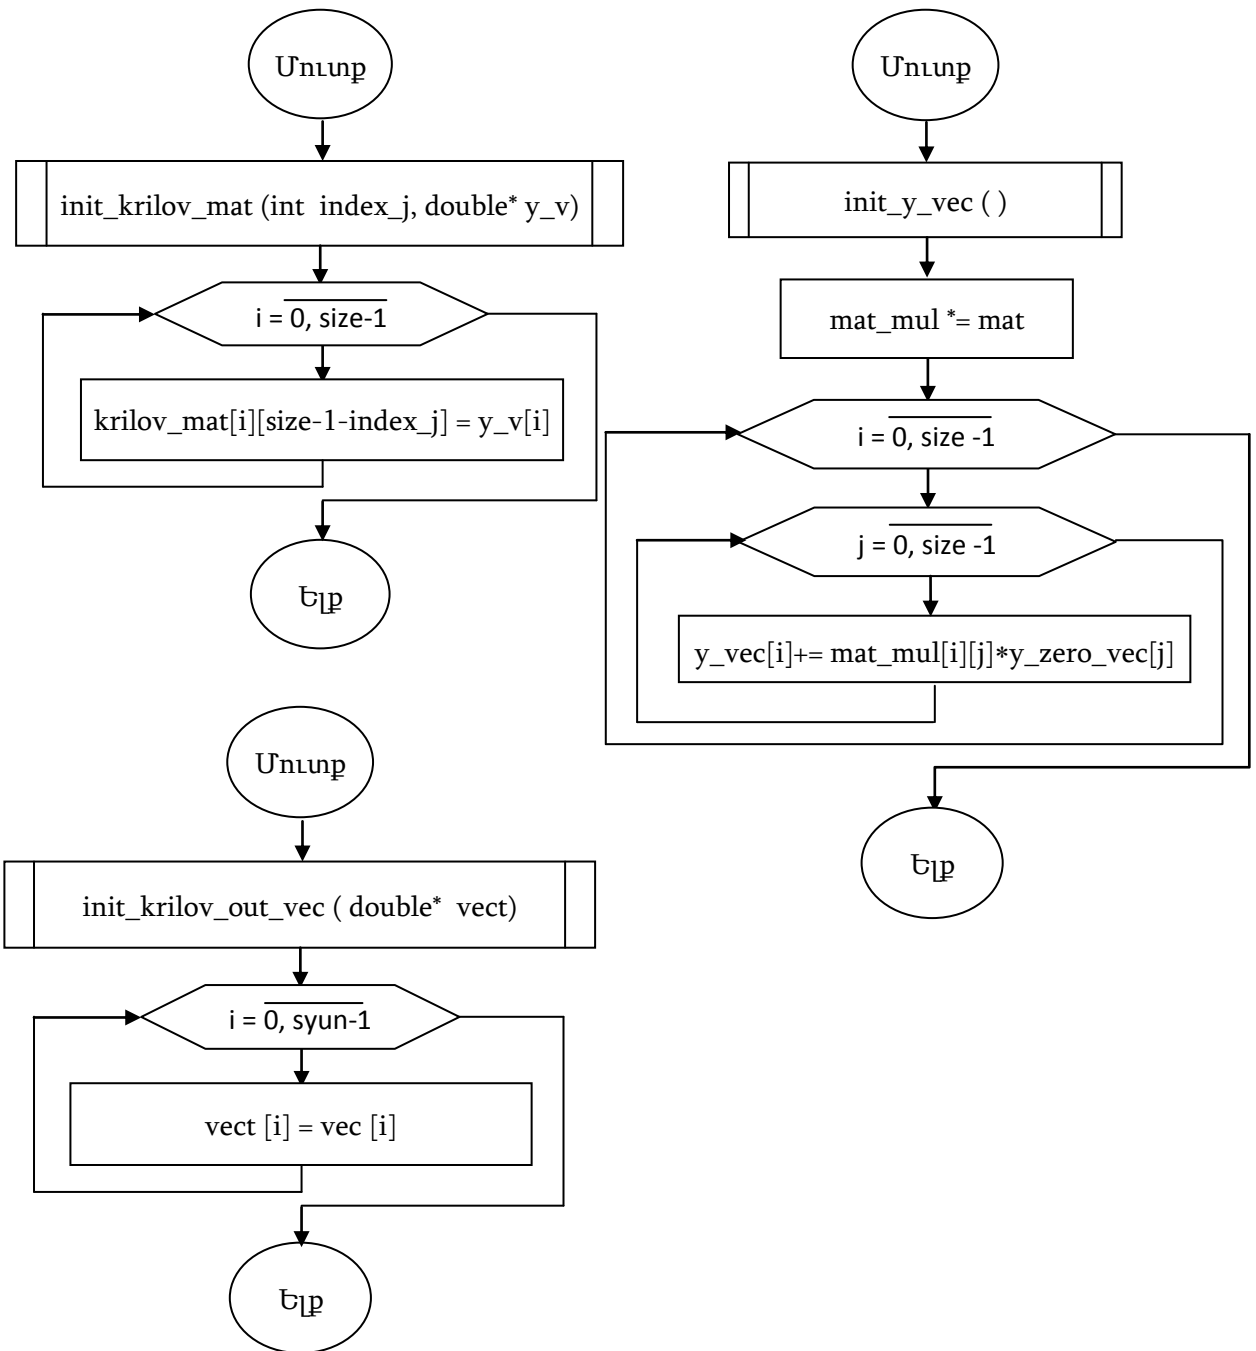 Մուտք
init_krilov_mat (int index_j, double* y_v)
i = 0, size-1
krilov_mat[i][size-1-index_j] = y_v[i]
Ելք
Մուտք
init_y_vec ( )
mat_mul *= mat
i = 0, size -1
j = 0, size -1
y_vec[i]+= mat_mul[i][j]*y_zero_vec[j]
Ելք
Մուտք
init_krilov_out_vec ( double* vect)
i = 0, syun-1
vect [i] = vec [i]
Ելք